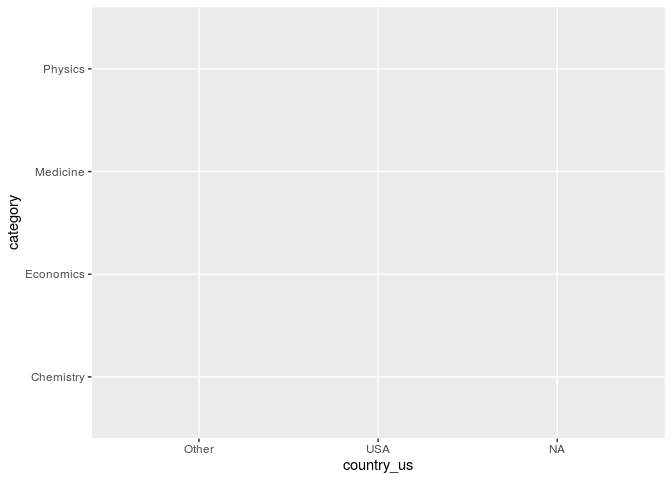 Physics
Medicine
category
Economics
Chemistry
Other USA NA
country_us